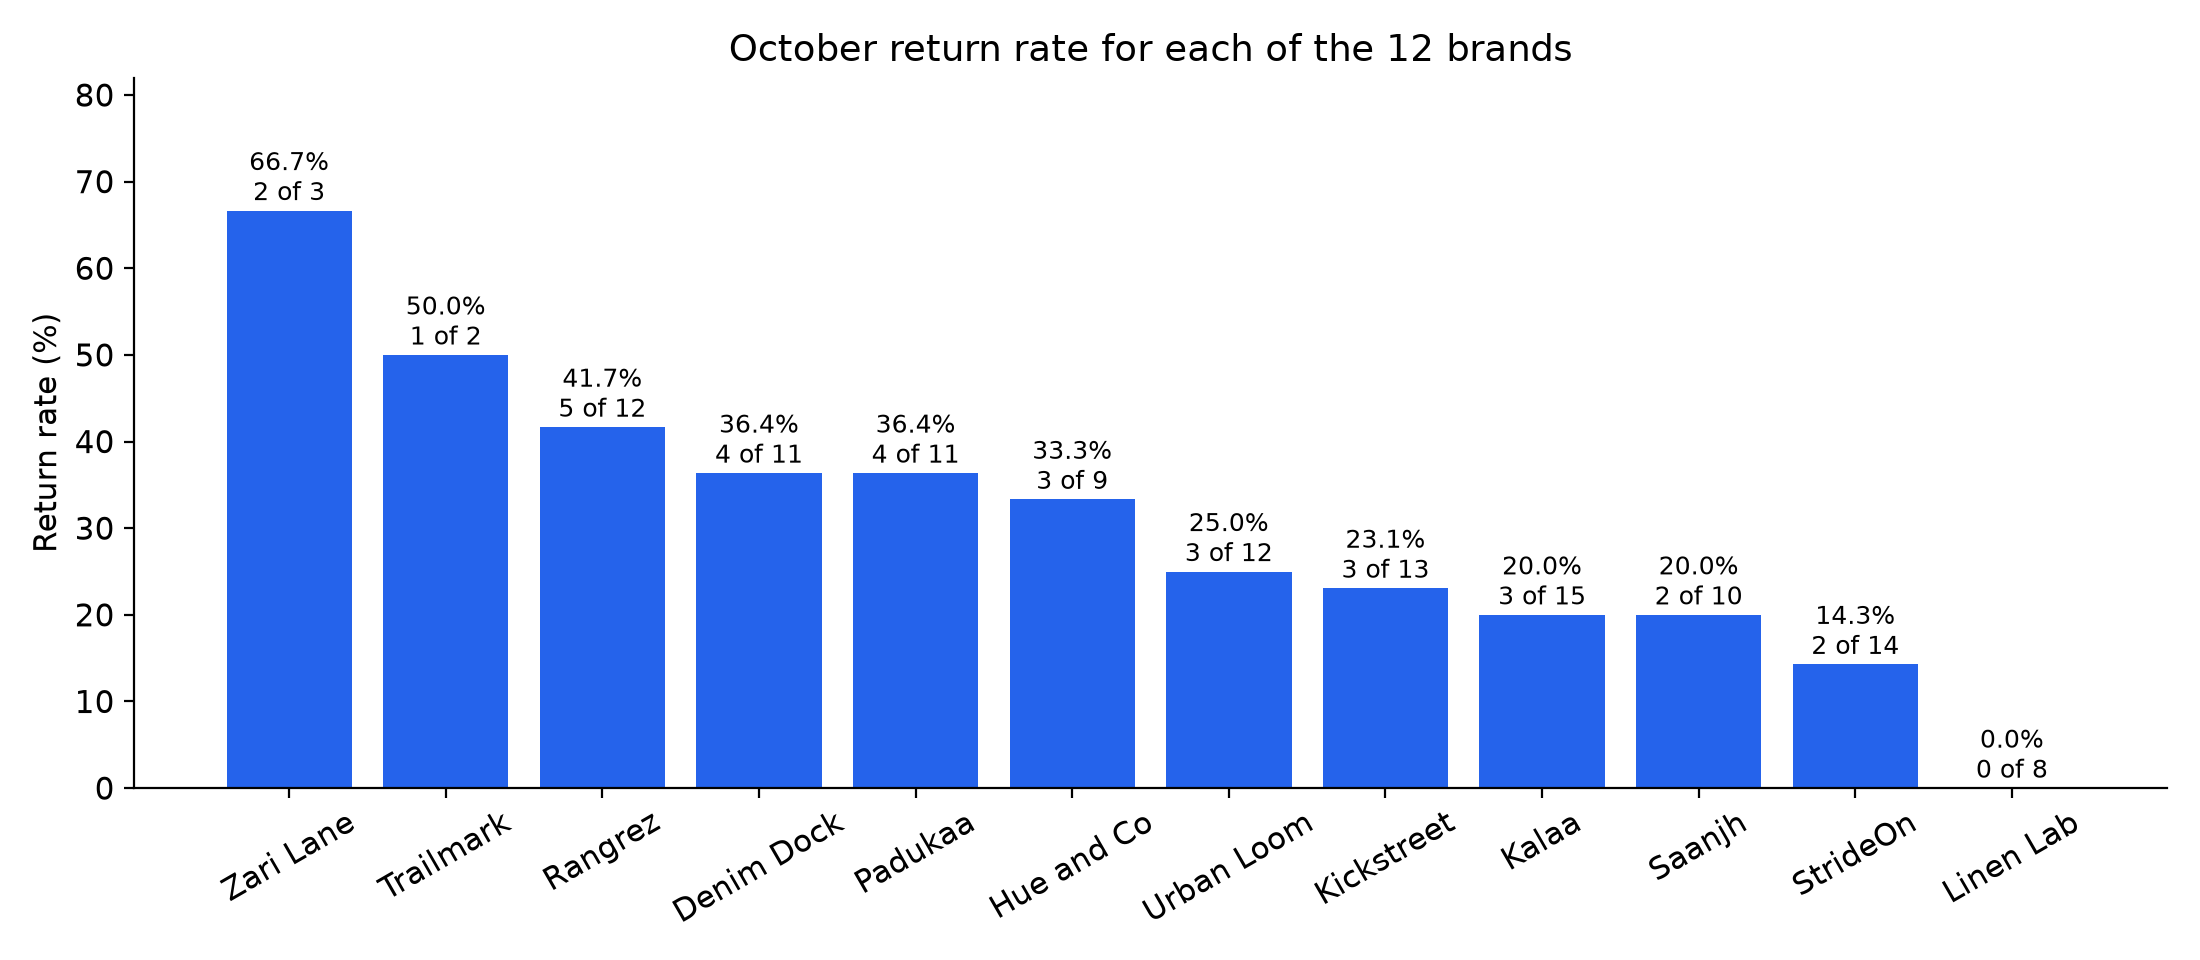 October return rate for each of the 12 brands
Return rate (%)
80
70
60
50
40
30
20
10
0
66.7%
2 of 3
50.0%
1 of 2
41.7%
5 of 12
36.4%
4 of 11
36.4%
4 of 11
33.3%
3 of 9
25.0%
3 of 12
23.1%
3 of 13
20.0%
3 of 15
20.0%
2 of 10
14.3%
2 of 14
0.0%
0 of 8
Zari Lane
Trailmark
Rangrez
Denim Dock
Padukaa
Hue and Co
Urban Loom
Kickstreet
Kalaa
Saanjh
StrideOn
Linen Lab